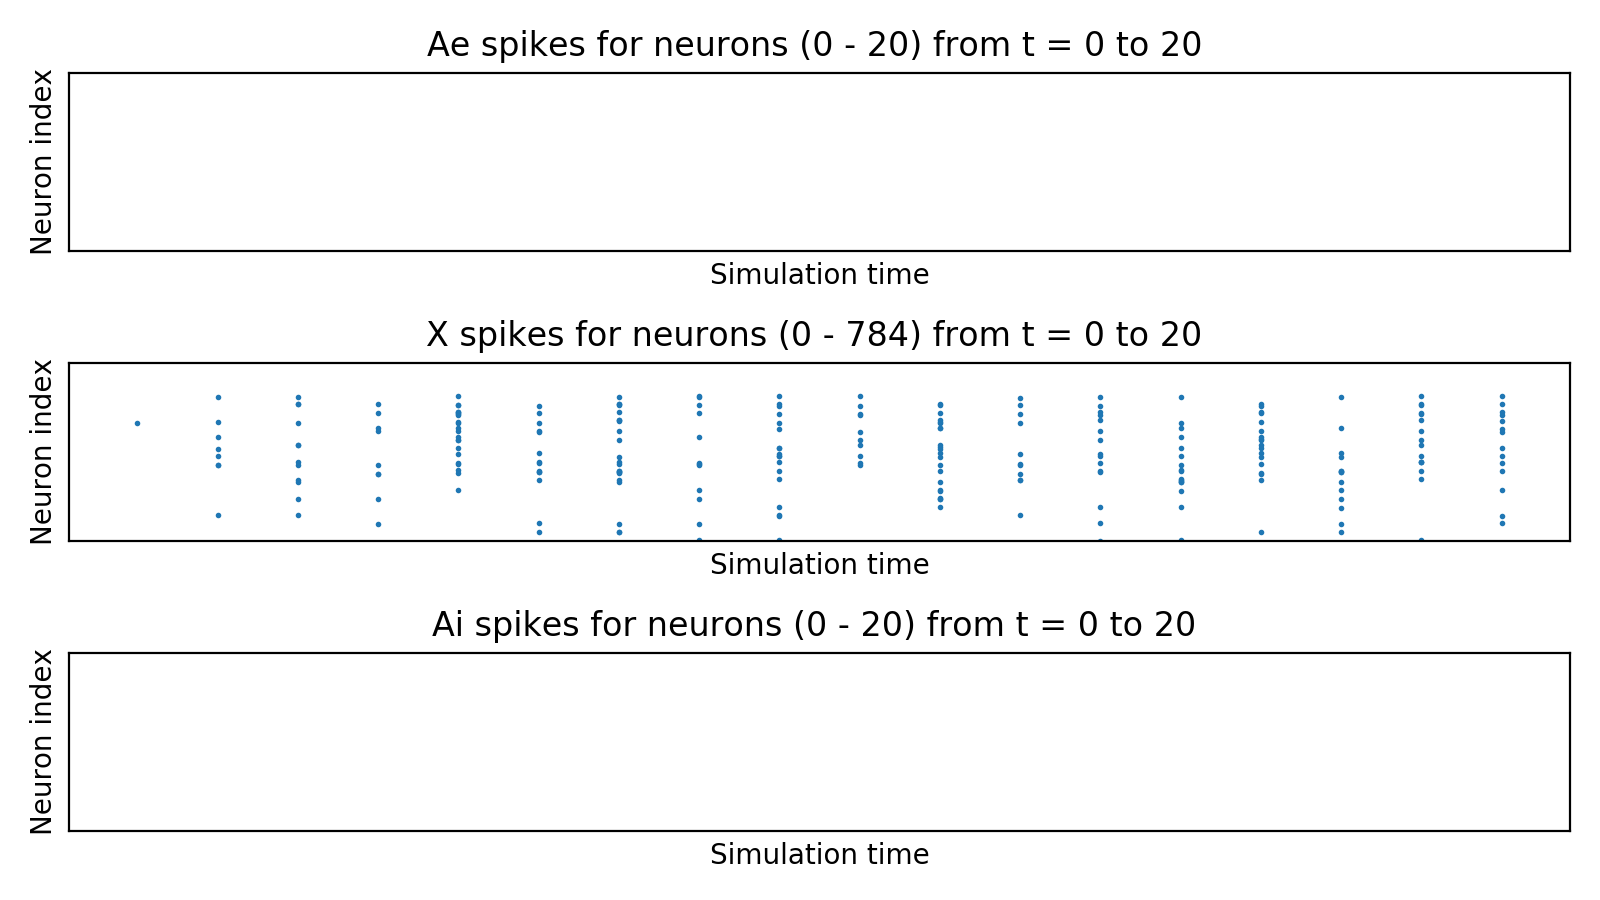 Ae spikes for neurons (0 - 20) from t = 0 to 20
Neuron index
Simulation time
X spikes for neurons (0 - 784) from t = 0 to 20
Neuron index
Simulation time
Ai spikes for neurons (0 - 20) from t = 0 to 20
Neuron index
Simulation time